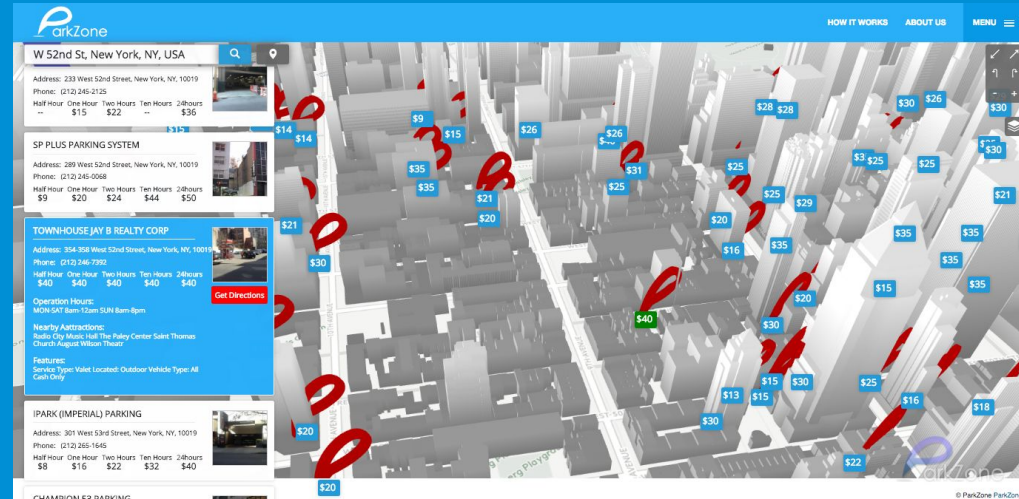 ParkZone
HOW IT WORKS ABOUT US MENU
W 52nd St, New York, NY, USA
Address: 233 West 52nd Street, New York, NY, 10019
Phone: (212) 245-2125
Half Hour One Hour Two Hours Ten Hours 24hours
-- $15 $22 -- $36
SP PLUS PARKING SYSTEM
Address: 289 West 52nd Street, New York, NY, 10019
Phone: (212) 245-0068
Half Hour One Hour Two Hours Ten Hours 24hours
$9 $20 $24 $44 $50
TOWNHOUSE JAY B REALTY CORP
Address: 354-358 West 52nd Street, New York, NY, 10019
Phone: (212) 246-7392
Half Hour One Hour Two Hours Ten Hours 24hours
$40 $40 $40 $40 $40
Get Directions
Operation Hours:
MON-SAT 8am-12am SUN 8am-8pm
Nearby Aattractions:
Radio City Music Hall The Paley Center Saint Thomas
Church August Wilson Theatr
Features:
Service Type: Valet Located: Outdoor Vehicle Type: All
Cash Only
IPARK (IMPERIAL) PARKING
Address: 301 West 53rd Street, New York, NY, 10019
Phone: (212) 265-1645
Half Hour One Hour Two Hours Ten Hours 24hours
$8 $16 $22 $32 $40
CHAMPION 53 PARKING
$15
$14
$14
$9
$15
$26
$26
$28 $28
$30 $26
$30
$35
$35
$31
$25
$25
$25
$25
$30
$21
$20
$21
$25
$29
$21
$30
$20
$16
$35
$35
$35
$35
$35
$15
$20
$40
$30
$15 $30
$13 $15
$25
$16
$18
$30
$20
$22
$20
10TH AVENUE
AVENUE
ParkZone
© ParkZone ParkZon